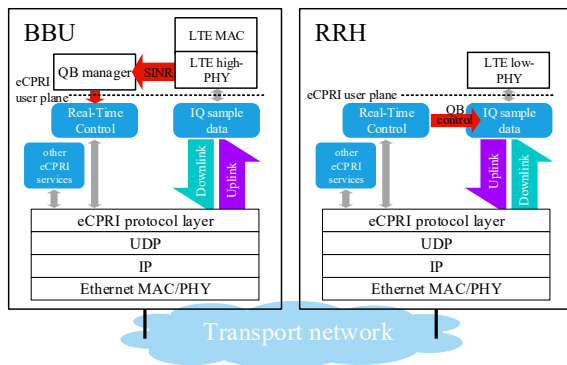 BBU
LTE MAC
QB manager
SINR
LTE high-
PHY
eCPRI
user plane
Real-Time
Control
IQ sample
data
other
eCPRI
services
Downlink
Uplink
eCPRI protocol layer
UDP
IP
Ethernet MAC/PHY
RRH
LTE low-
PHY
eCPRI user plane
Real-Time
Control
QB
control
IQ sample
data
other
eCPRI
services
Uplink
Downlink
eCPRI protocol layer
UDP
IP
Ethernet MAC/PHY
Transport network